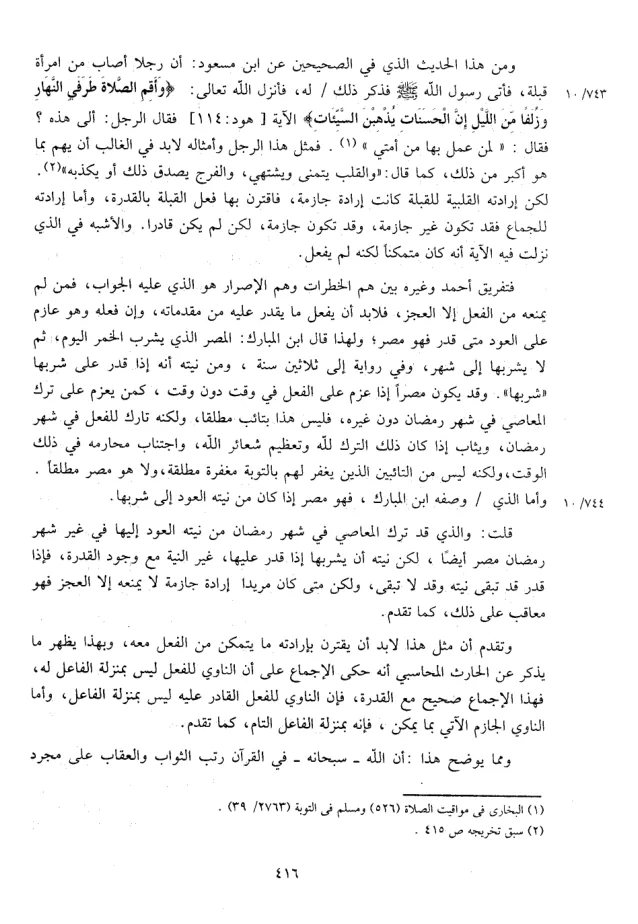 ومن هذا الحديث الذي في الصحيحين عن ابن مسعود: أن رجلا أصاب من امرأة
١٠/٧٤٣ قبلة، فأتى رسول الله ﷺ فذكر ذلك / له، فأنزل الله تعالى: ﴿وَأَقِمِ الصَّلاةَ طَرَفَيِ النَّهَارِ
وَزُلَفًا مِّنَ اللَّيْلِ إِنَّ الْحَسَنَاتِ يُذْهِبْنَ السَّيِّئَاتِ﴾ الآية [هود:١١٤] فقال الرجل: ألى هذه ؟
فقال : « لمن عمل بها من أمتي » (١) . فمثل هذا الرجل وأمثاله لابد في الغالب أن يهم بما
هو أكبر من ذلك، كما قال: «والقلب يتمنى ويشتهي، والفرج يصدق ذلك أو يكذبه»(٢).
لكن إرادته القلبية للقبلة كانت إرادة جازمة، فاقترن بها فعل القبلة بالقدرة، وأما إرادته
للجماع فقد تكون غير جازمة، وقد تكون جازمة، لكن لم يكن قادرا. والأشبه في الذي
نزلت فيه الآية أنه كان متمكناً لكنه لم يفعل.
فتفريق أحمد وغيره بين هم الخطرات وهم الإصرار هو الذي عليه الجواب، فمن لم
يمنعه من الفعل إلا العجز، فلابد أن يفعل ما يقدر عليه من مقدماته، وإن فعله وهو عازم
على العود متى قدر فهو مصر؛ ولهذا قال ابن المبارك: المصر الذي يشرب الخمر اليوم، ثم
لا يشربها إلى شهر، وفي رواية إلى ثلاثين سنة ، ومن نيته أنه إذا قدر على شربها
«شربها». وقد يكون مصراً إذا عزم على الفعل في وقت دون وقت ، كمن يعزم على ترك
المعاصي في شهر رمضان دون غيره، فليس هذا بتائب مطلقا، ولكنه تارك للفعل في شهر
رمضان، ويثاب إذا كان ذلك الترك لله وتعظيم شعائر الله، واجتناب محارمه في ذلك
الوقت،ولكنه ليس من التائبين الذين يغفر لهم بالتوبة مغفرة مطلقة،ولا هو مصر مطلقاً .
١٠/٧٤٤ وأما الذي / وصفه ابن المبارك ، فهو مصر إذا كان من نيته العود إلى شربها.
قلت: والذي قد ترك المعاصي في شهر رمضان من نيته العود إليها في غير شهر
رمضان مصر أيضًا ، لكن نيته أن يشربها إذا قدر عليها، غير النية مع وجود القدرة، فإذا
قدر قد تبقى نيته وقد لا تبقى، ولكن متى كان مريدا إرادة جازمة لا يمنعه إلا العجز فهو
معاقب على ذلك، كما تقدم.
وتقدم أن مثل هذا لابد أن يقترن بإرادته ما يتمكن من الفعل معه، وبهذا يظهر ما
يذكر عن الحارث المحاسبي أنه حكى الإجماع على أن الناوي للفعل ليس بمنزلة الفاعل له،
فهذا الإجماع صحيح مع القدرة، فإن الناوي للفعل القادر عليه ليس بمنزلة الفاعل، وأما
الناوي الجازم الآتي بما يمكن ، فإنه بمنزلة الفاعل التام، كما تقدم.
ومما يوضح هذا :أن الله ـ سبحانه ـ في القرآن رتب الثواب والعقاب على مجرد
(١) البخارى فى مواقيت الصلاة (٥٢٦) ومسلم فى التوبة (٢٧٦٣/ ٣٩) .
(٢) سبق تخريجه ص ٤١٥ .
٤١٦